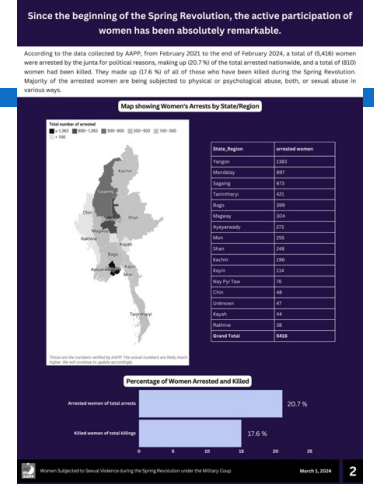 Since the beginning of the Spring Revolution, the active participation of
women has been absolutely remarkable.
According to the data collected by AAPP, from February 2021 to the end of February 2024, a total of (5,416) women
were arrested by the junta for political reasons, making up (20.7 %) of the total arrested nationwide, and a total of (810)
women had been killed. They made up (17.6 %) of all of those who have been killed during the Spring Revolution.
Majority of the arrested women are being subjected to physical or psychological abuse, both, or sexual abuse in
various ways.
Map showing Women's Arrests by State/Region
Total number of arrested
Kachin
Sagaing
Chin
Shan
Magway
Rakhine
Kayah
Bago
Ayeyarwady
Kayin
Mon
Tanintharyi
These are the numbers verified by AAPP. The actual numbers are likely much
higher. We will continue to update accordingly.
State_Region arrested women
Yangon 1383
Mandalay 897
Sagaing 873
Tanintharyi 421
Bago 399
Magway 304
Ayeyarwady 273
Mon 255
Shan 248
Kachin 196
Kayin 114
Nay Pyi Taw 76
Chin 48
Unknown 47
Kayah 44
Rakhine 38
Grand Total 5416
Percentage of Women Arrested and Killed
Arrested women of total arrests 20.7 %
Killed women of total killings 17.6 %
0 5 10 15 20 25
AAPP
Women Subjected to Sexual Violence during the Spring Revolution under the Military Coup March 1, 2024 2